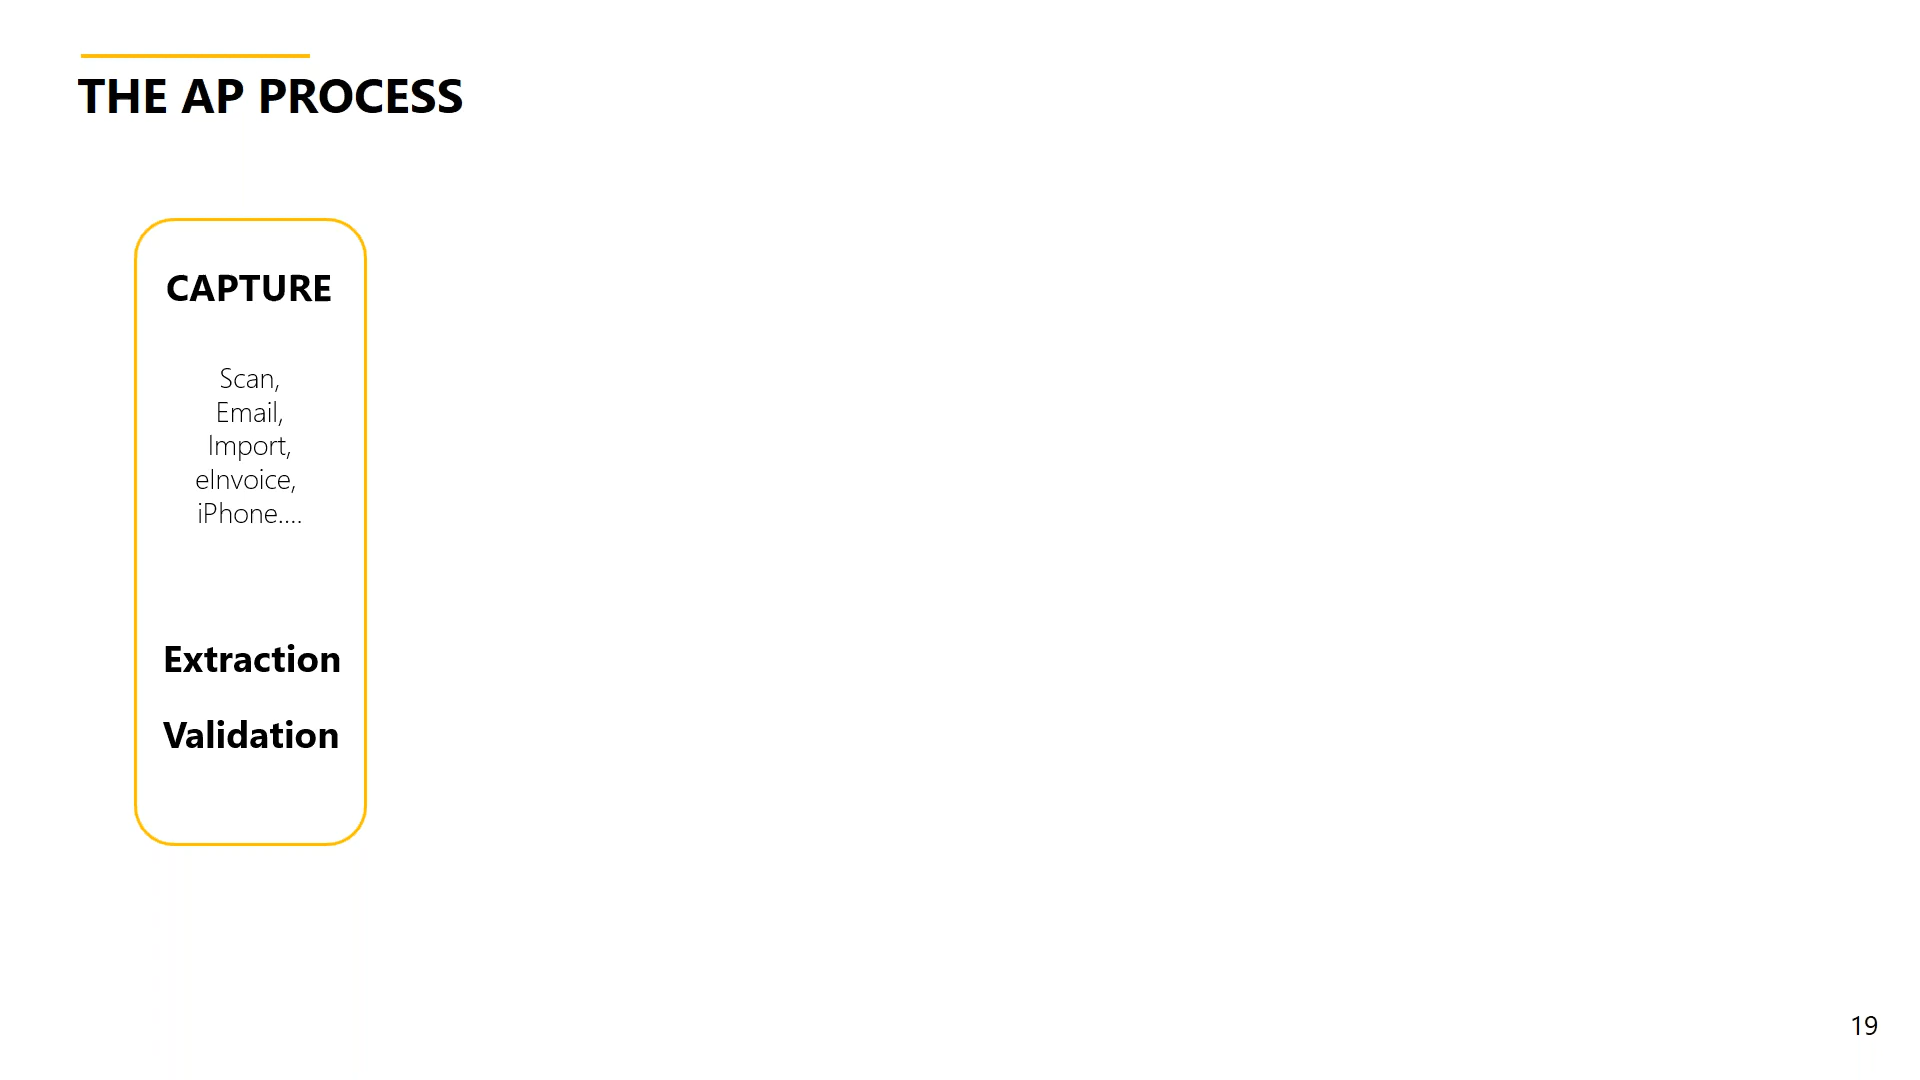 THE AP PROCESS
CAPTURE
Scan,
Email,
Import,
eInvoice,
iPhone....
Extraction
Validation
19